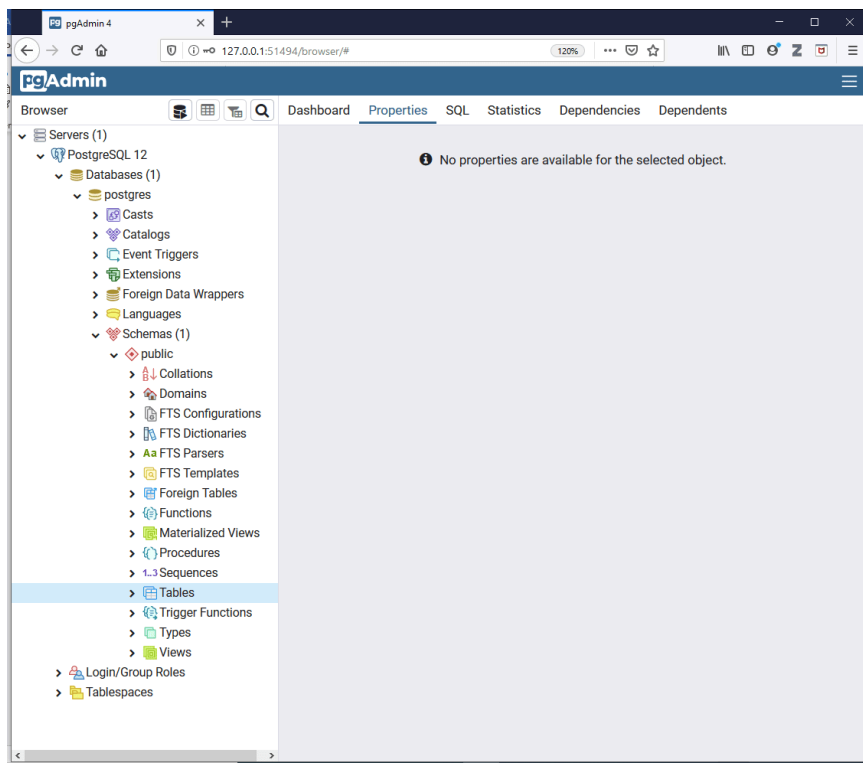 pgAdmin 4
127.0.0.1:51494/browser/#
120%
pgAdmin
Browser
Dashboard Properties SQL Statistics Dependencies Dependents
Servers (1)
PostgreSQL 12
Databases (1)
postgres
Casts
Catalogs
Event Triggers
Extensions
Foreign Data Wrappers
Languages
Schemas (1)
public
Collations
Domains
FTS Configurations
FTS Dictionaries
Aa FTS Parsers
FTS Templates
Foreign Tables
Functions
Materialized Views
Procedures
1..3 Sequences
Tables
Trigger Functions
Types
Views
Login/Group Roles
Tablespaces
No properties are available for the selected object.